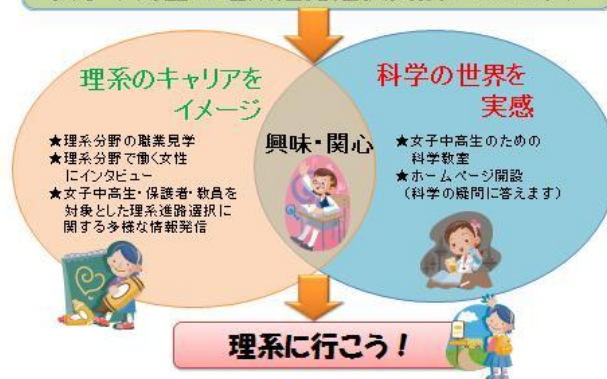 理系のキャリアを
イメージ
★理系分野の職業見学
★理系分野で働く女性
にインタビュー
★女子中高生・保護者・教員を
対象とした理系進路選択に
関する多様な情報発信
興味・関心
科学の世界を
実感
★女子中高生のための
科学教室
★ホームページ開設
(科学の疑問に答えます)
理系に行こう!